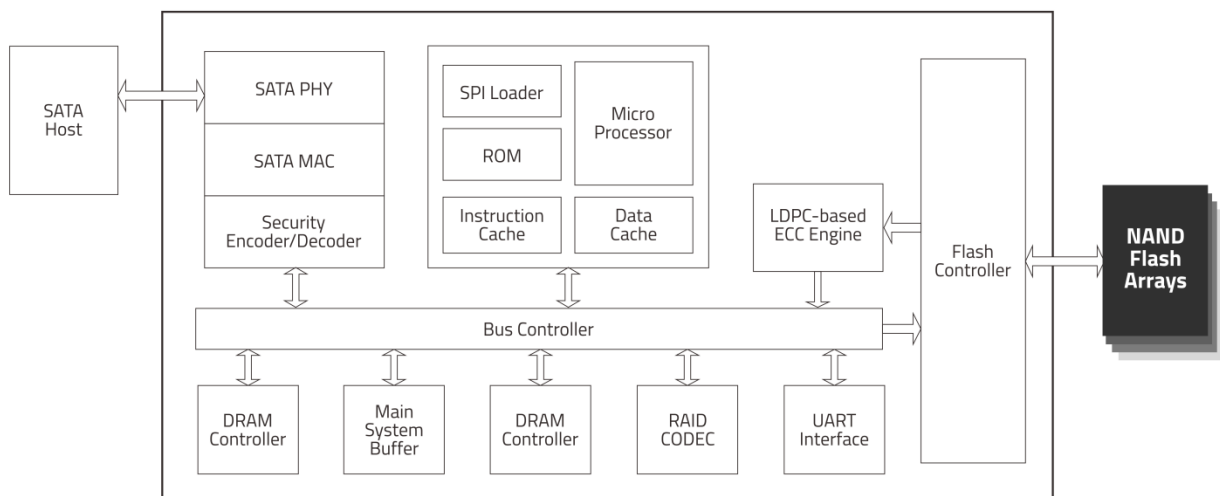 SATA
Host
SATA PHY
SATA MAC
Security
Encoder/Decoder
SPI Loader
ROM
Instruction
Cache
Micro
Processor
Data
Cache
LDPC-based
ECC Engine
Flash
Controller
NAND
Flash
Arrays
Bus Controller
DRAM
Controller
Main
System
Buffer
DRAM
Controller
RAID
CODEC
UART
Interface